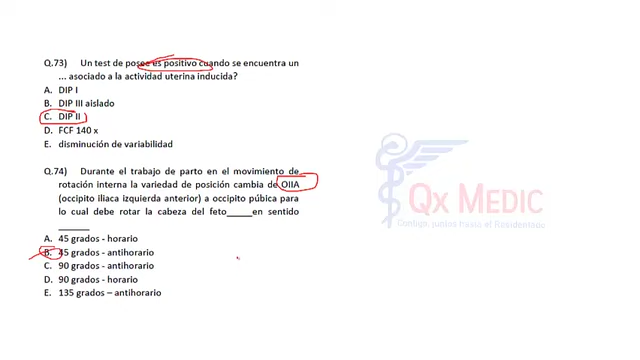 Q.73) Un test de posee es positivo cuando se encuentra un
... asociado a la actividad uterina inducida?
A. DIP I
B. DIP III aislado
C. DIP II
D. FCF 140 x
E. disminución de variabilidad
Q.74) Durante el trabajo de parto en el movimiento de
rotación interna la variedad de posición cambia de OIIA
(occipito iliaca izquierda anterior) a occipito púbica para
lo cual debe rotar la cabeza del feto_____en sentido
______
A. 45 grados - horario
B. 45 grados - antihorario
C. 90 grados - antihorario
D. 90 grados - horario
E. 135 grados – antihorario
QX MEDIC
Contigo, juntos hasta el Residentado